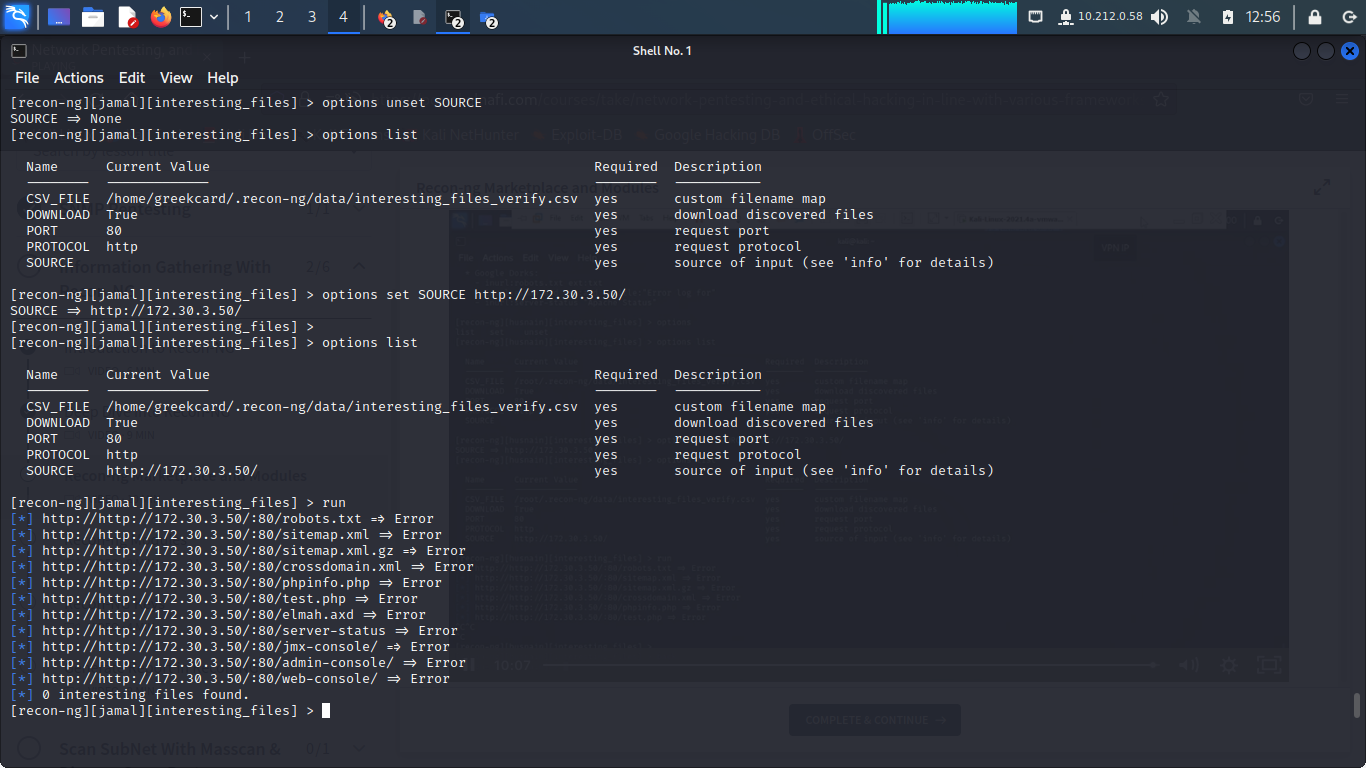 1 2 3 4 2 2 2 10.212.0.58 12:56
Shell No. 1
File Actions Edit View Help
[recon-ng][jamal][interesting_files] > options unset SOURCE
SOURCE ⇒ None
[recon-ng][jamal][interesting_files] > options list
Name Current Value Required Description
CSV_FILE /home/greekcard/.recon-ng/data/interesting_files_verify.csv yes custom filename map
DOWNLOAD True yes download discovered files
PORT 80 yes request port
PROTOCOL http yes request protocol
SOURCE yes source of input (see 'info' for details)
[recon-ng][jamal][interesting_files] > options set SOURCE http://172.30.3.50/
SOURCE ⇒ http://172.30.3.50/
[recon-ng][jamal][interesting_files] >
[recon-ng][jamal][interesting_files] > options list
Name Current Value Required Description
CSV_FILE /home/greekcard/.recon-ng/data/interesting_files_verify.csv yes custom filename map
DOWNLOAD True yes download discovered files
PORT 80 yes request port
PROTOCOL http yes request protocol
SOURCE http://172.30.3.50/ yes source of input (see 'info' for details)
[recon-ng][jamal][interesting_files] > run
[*] http://http://172.30.3.50/:80/robots.txt ⇒ Error
[*] http://http://172.30.3.50/:80/sitemap.xml ⇒ Error
[*] http://http://172.30.3.50/:80/sitemap.xml.gz ⇒ Error
[*] http://http://172.30.3.50/:80/crossdomain.xml ⇒ Error
[*] http://http://172.30.3.50/:80/phpinfo.php ⇒ Error
[*] http://http://172.30.3.50/:80/test.php ⇒ Error
[*] http://http://172.30.3.50/:80/elmah.axd ⇒ Error
[*] http://http://172.30.3.50/:80/server-status ⇒ Error
[*] http://http://172.30.3.50/:80/jmx-console/ ⇒ Error
[*] http://http://172.30.3.50/:80/admin-console/ ⇒ Error
[*] http://http://172.30.3.50/:80/web-console/ ⇒ Error
[*] 0 interesting files found.
[recon-ng][jamal][interesting_files] >
10:07
COMPLETE & CONTINUE →
Scan SubNet With Masscan & 0/1